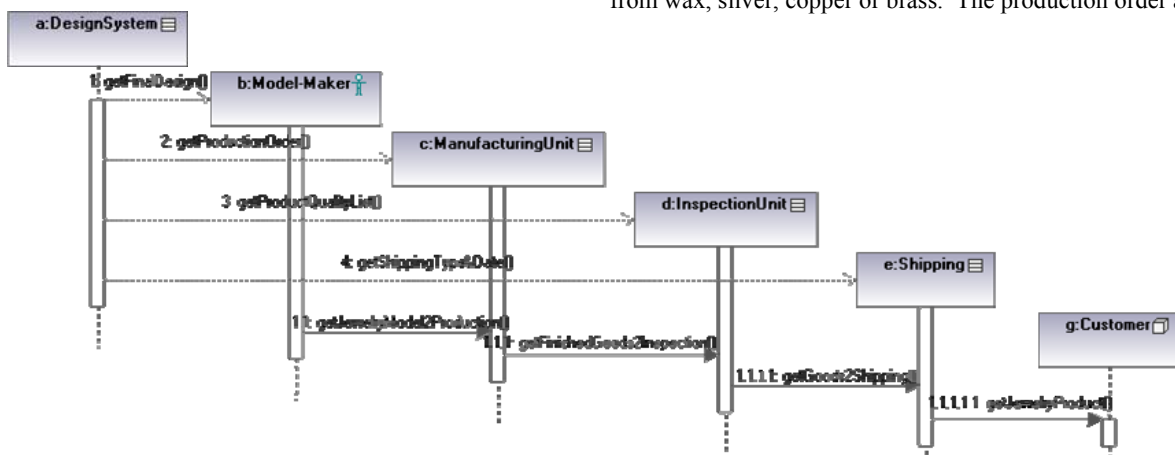 from wax, silver, copper or brass. The production order a
a:DesignSystem
1: getFinalDesign()
b:Model-Maker
2: getProductionOrder()
c:ManufacturingUnit
3 getProductQualityList()
d:InspectionUnit
4: getShippingType&Date()
e:Shipping
1.1: getJewelryModel2Production()
g:Customer
1.1.1: getFinishedGoods2Inspection()
1.1.1.1: getGoods2Shipping()
1.1.1.1.1 getJewelryProduct()